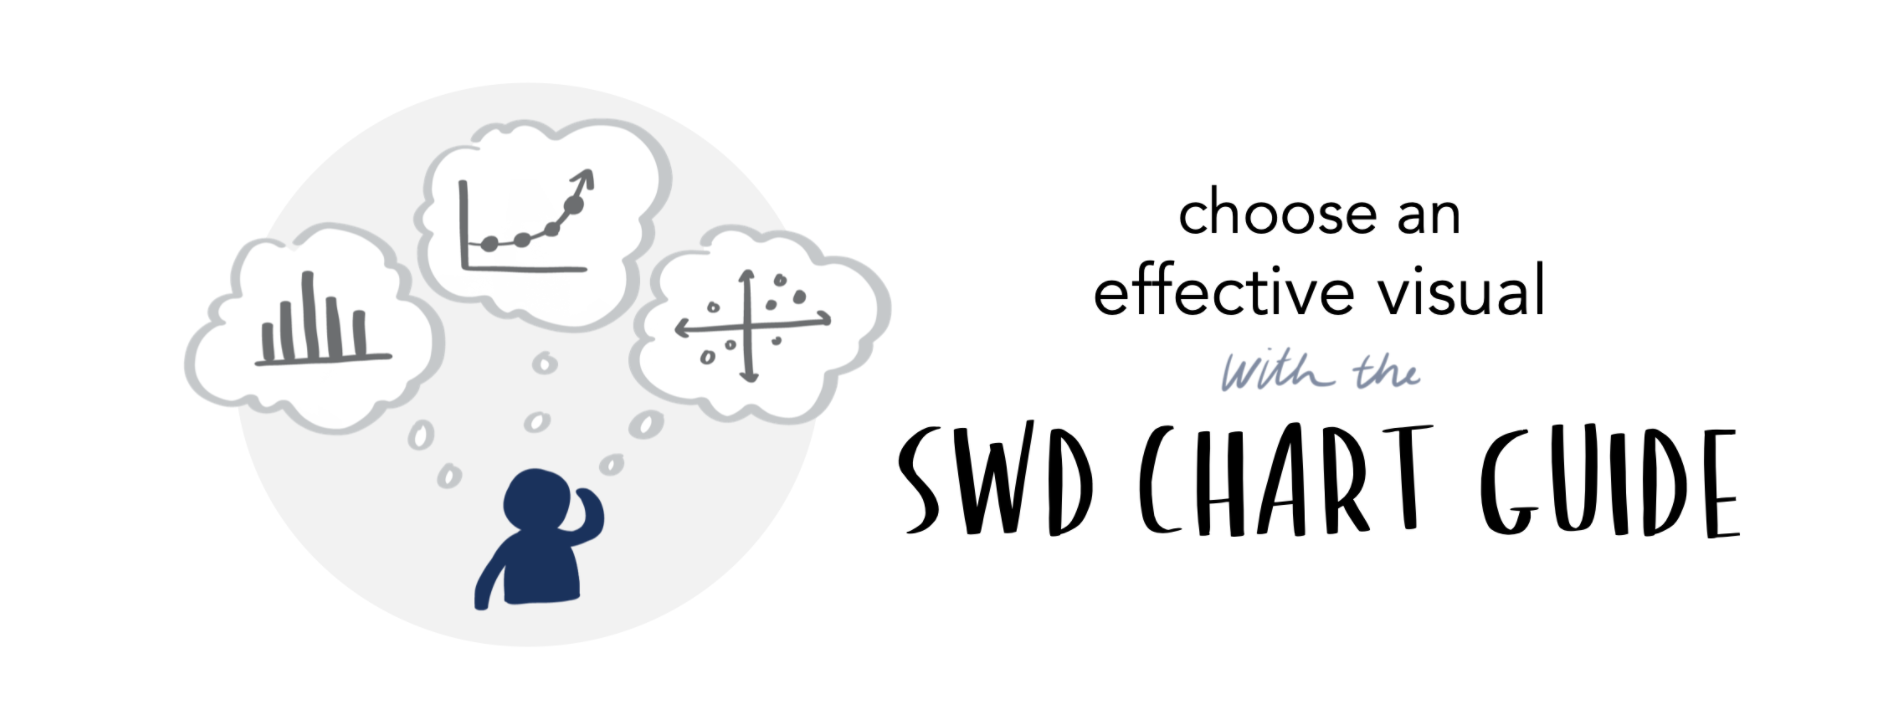 choose an
effective visual
with the
SWD CHART GUIDE